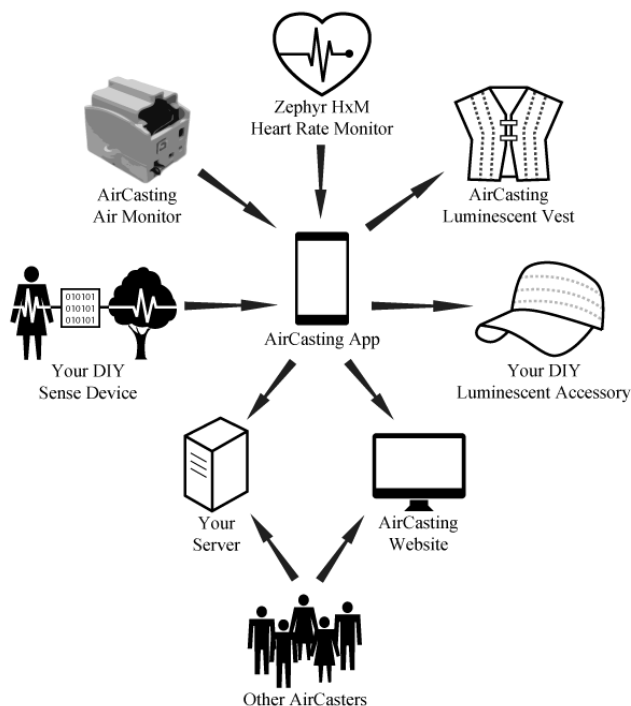 Zephyr HxM
Heart Rate Monitor
AirCasting
Air Monitor
AirCasting
Luminescent Vest
010101
010101
010101
AirCasting App
Your DIY
Sense Device
Your DIY
Luminescent Accessory
Your
Server
AirCasting
Website
Other AirCasters